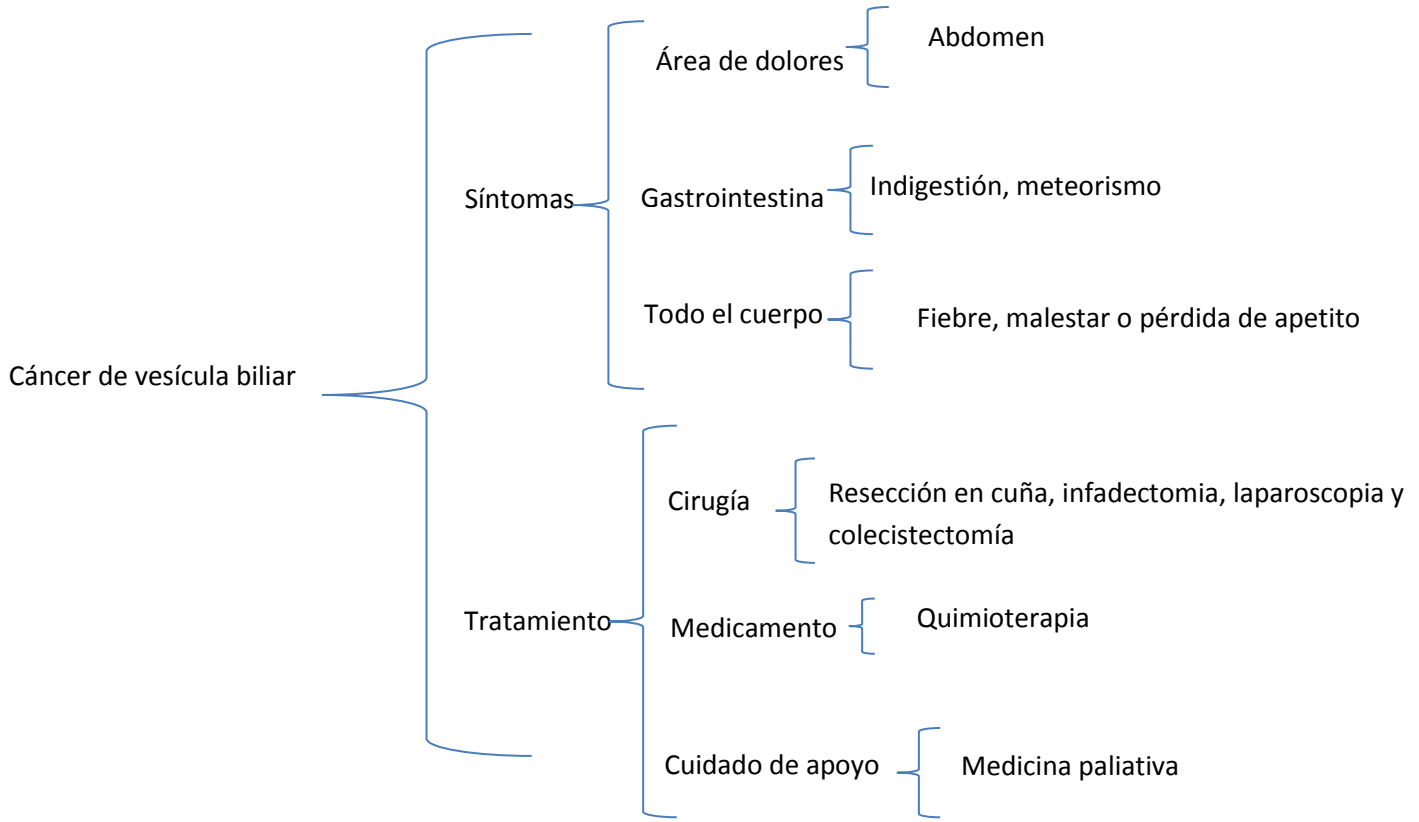 Cáncer de vesícula biliar
Síntomas
Área de dolores
Abdomen
Gastrointestina
Indigestión, meteorismo
Todo el cuerpo
Fiebre, malestar o pérdida de apetito
Tratamiento
Cirugía
Resección en cuña, infadectomia, laparoscopia y
colecistectomía
Medicamento
Quimioterapia
Cuidado de apoyo
Medicina paliativa